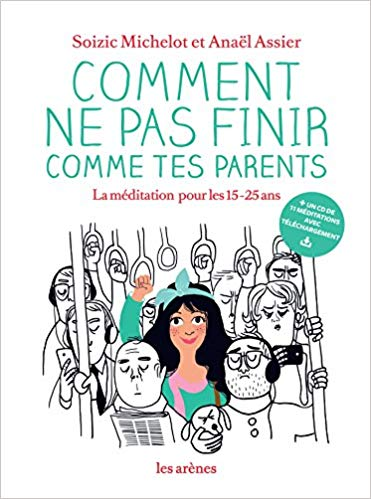 Soizic Michelot et Anaël Assier
COMMENT
NE PAS FINIR
COMME TES PARENTS
La méditation pour les 15-25 ans
+ UN CD DE
11 MÉDITATIONS
AVEC
TÉLÉCHARGEMENT
les arènes